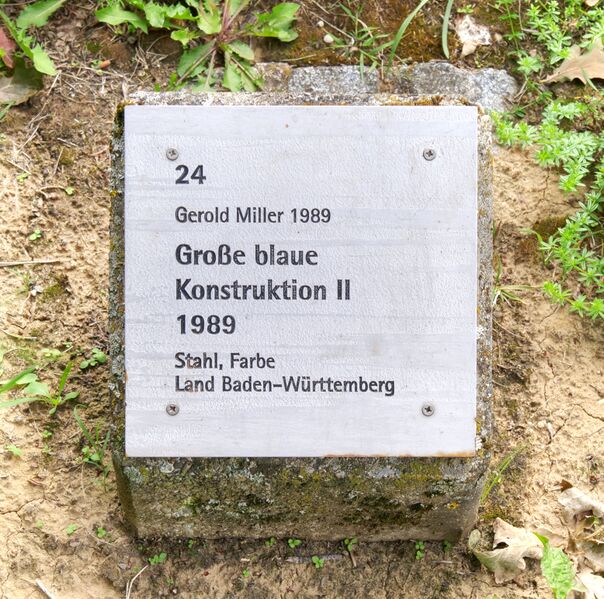 24
Gerold Miller 1989
Große blaue
Konstruktion II
1989
Stahl, Farbe
Land Baden-Württemberg